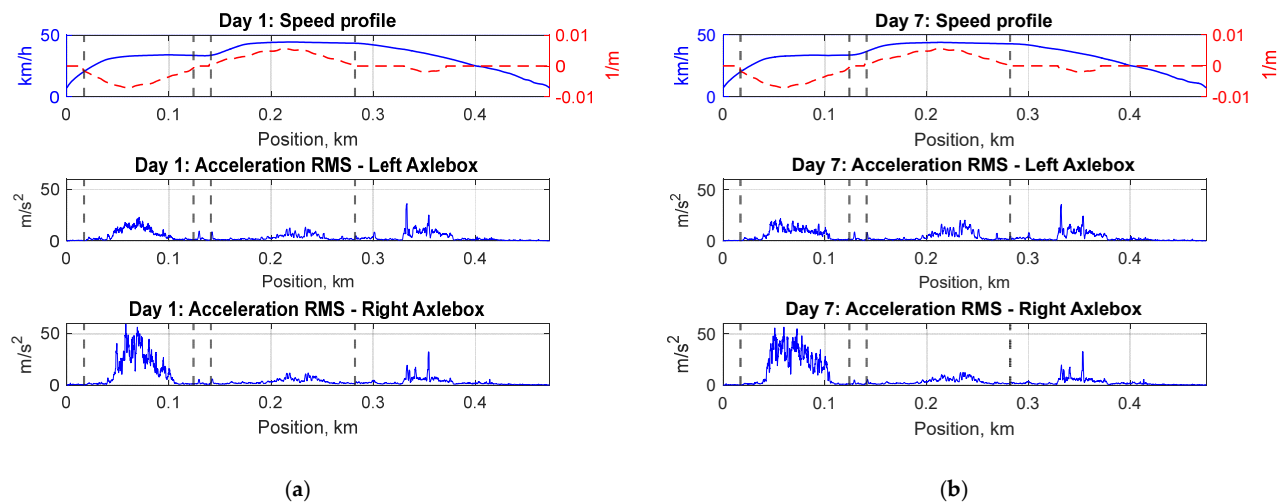 Day 1: Speed profile
50
0
km/h
0.01
0
-0.01
1/m
0 0.1 0.2 0.3 0.4
Position, km
Day 1: Acceleration RMS - Left Axlebox
50
0
m/s2
0 0.1 0.2 0.3 0.4
Position, km
Day 1: Acceleration RMS - Right Axlebox
50
0
m/s2
0 0.1 0.2 0.3 0.4
Position, km
(a)
Day 7: Speed profile
50
0
km/h
0.01
0
-0.01
1/m
0 0.1 0.2 0.3 0.4
Position, km
Day 7: Acceleration RMS - Left Axlebox
50
0
m/s2
0 0.1 0.2 0.3 0.4
Position, km
Day 7: Acceleration RMS - Right Axlebox
50
0
m/s2
0 0.1 0.2 0.3 0.4
Position, km
(b)